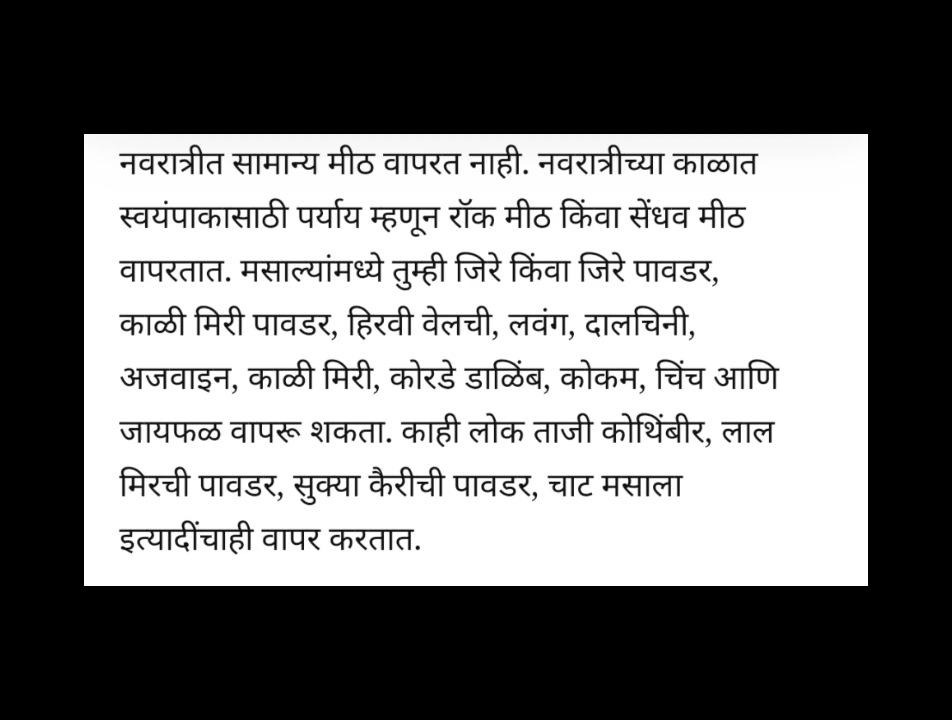 नवरात्रीत सामान्य मीठ वापरत नाही. नवरात्रीच्या काळात
स्वयंपाकासाठी पर्याय म्हणून रॉक मीठ किंवा सेंधव मीठ
वापरतात. मसाल्यांमध्ये तुम्ही जिरे किंवा जिरे पावडर,
काळी मिरी पावडर, हिरवी वेलची, लवंग, दालचिनी,
अजवाइन, काळी मिरी, कोरडे डाळिंब, कोकम, चिंच आणि
जायफळ वापरू शकता. काही लोक ताजी कोथिंबीर, लाल
मिरची पावडर, सुक्या कैरीची पावडर, चाट मसाला
इत्यादींचाही वापर करतात.